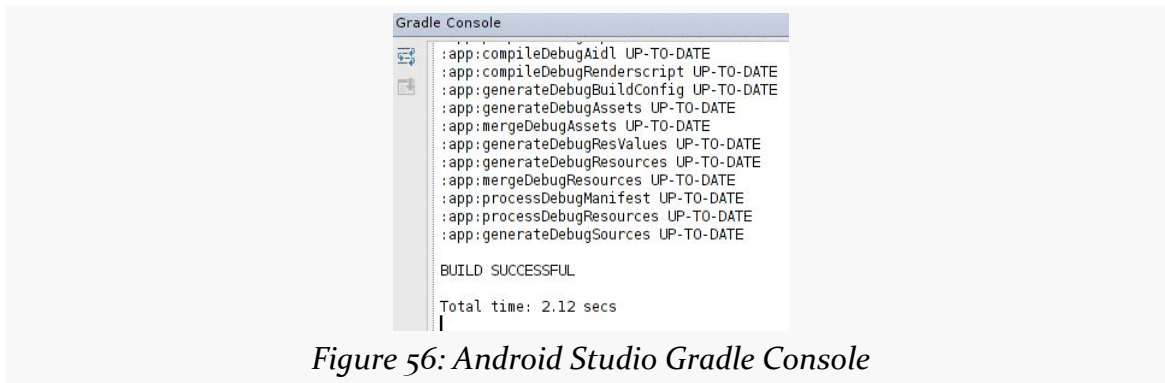 Gradle Console
:app:compileDebugAidl UP-TO-DATE
:app:compileDebugRenderscript UP-TO-DATE
:app:generateDebugBuildConfig UP-TO-DATE
:app:generateDebugAssets UP-TO-DATE
:app:mergeDebugAssets UP-TO-DATE
:app:generateDebugResValues UP-TO-DATE
:app:generateDebugResources UP-TO-DATE
:app:mergeDebugResources UP-TO-DATE
:app:processDebugManifest UP-TO-DATE
:app:processDebugResources UP-TO-DATE
:app:generateDebugSources UP-TO-DATE
BUILD SUCCESSFUL
Total time: 2.12 secs
Figure 56: Android Studio Gradle Console